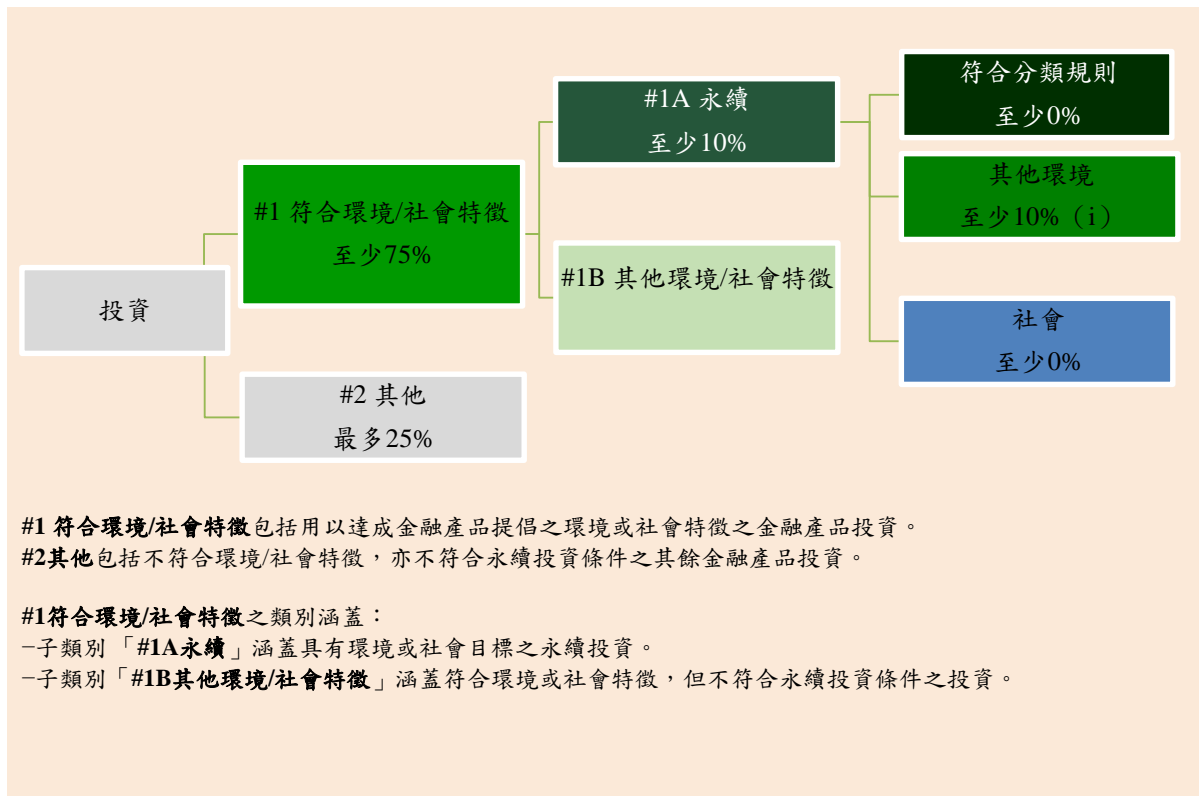 投資
#1 符合環境/社會特徵
至少75%
#2 其他
最多25%
#1A 永續
至少10%
#1B 其他環境/社會特徵
符合分類規則
至少0%
其他環境
至少10%（i）
社會
至少0%
#1 符合環境/社會特徵包括用以達成金融產品提倡之環境或社會特徵之金融產品投資。
#2其他包括不符合環境/社會特徵，亦不符合永續投資條件之其餘金融產品投資。
#1符合環境/社會特徵之類別涵蓋：
–子類別「#1A永續」涵蓋具有環境或社會目標之永續投資。
–子類別「#1B其他環境/社會特徵」涵蓋符合環境或社會特徵，但不符合永續投資條件之投資。